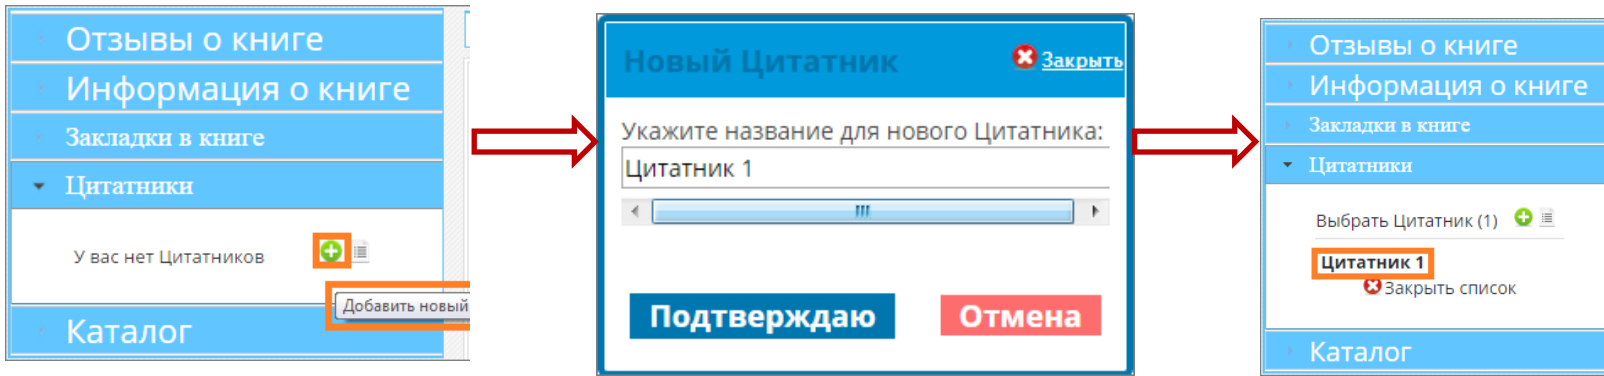 Отзывы о книге
Информация о книге
Закладки в книге
Цитатники
У вас нет Цитатников
Добавить новый
Каталог
Новый Цитатник
Закрыть
Укажите название для нового Цитатника:
Цитатник 1
Подтверждаю
Отмена
Отзывы о книге
Информация о книге
Закладки в книге
Цитатники
Выбрать Цитатник (1)
Цитатник 1
Закрыть список
Каталог